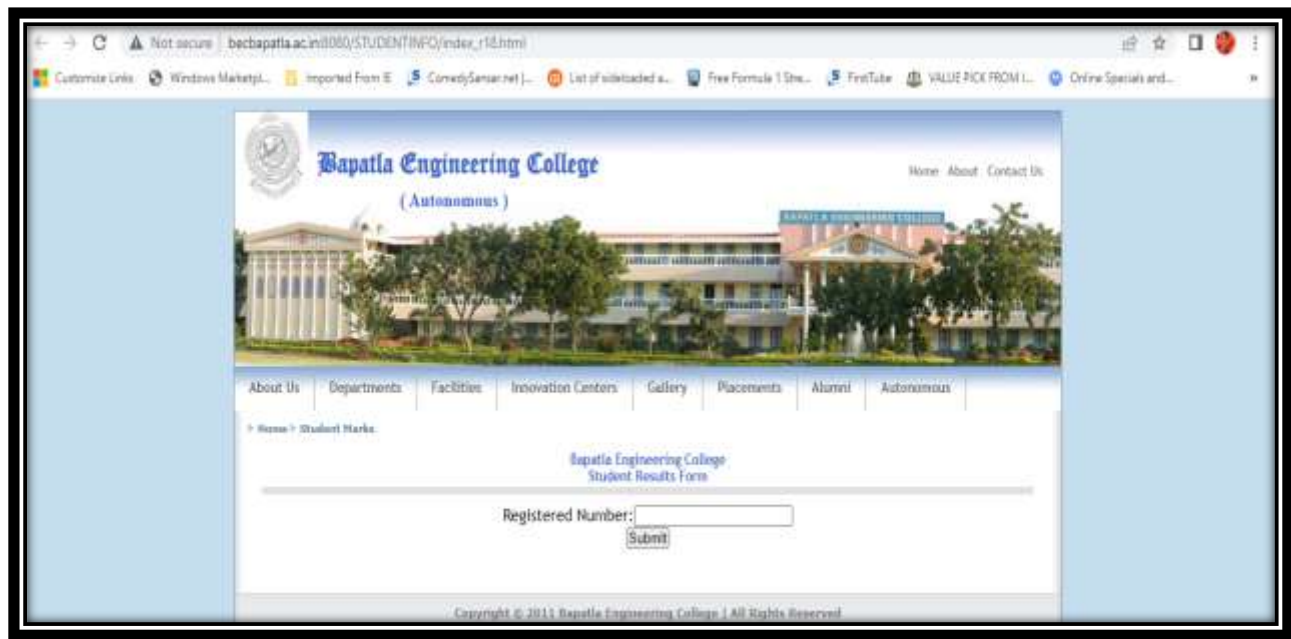 Not secure becbapatla.ac.in:8080/STUDENTINFO/index_r18.html
Customize Links Windows Marketpl... Imported From E ComedySansar.net |... List of sideloaded a... Free Formula 1 Stre... FirstTube VALUE PICK FROM I... Online Specials and... »
Bapatla Engineering College
Home About Contact Us
( Autonomous )
BAPATLA ENGINEERING COLLEGE
About Us Departments Facilities Innovation Centers Gallery Placements Alumni Autonomous
> Home > Student Marks
Bapatla Engineering College
Student Results Form
Registered Number:
Submit
Copyright © 2011 Bapatla Engineering College | All Rights Reserved